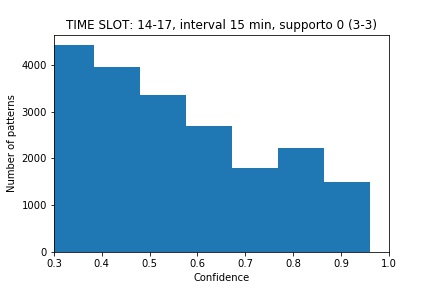 TIME SLOT: 14-17, interval 15 min, supporto 0 (3-3)
4000
3000
2000
1000
0
Number of patterns
0.3 0.4 0.5 0.6 0.7 0.8 0.9 1.0
Confidence